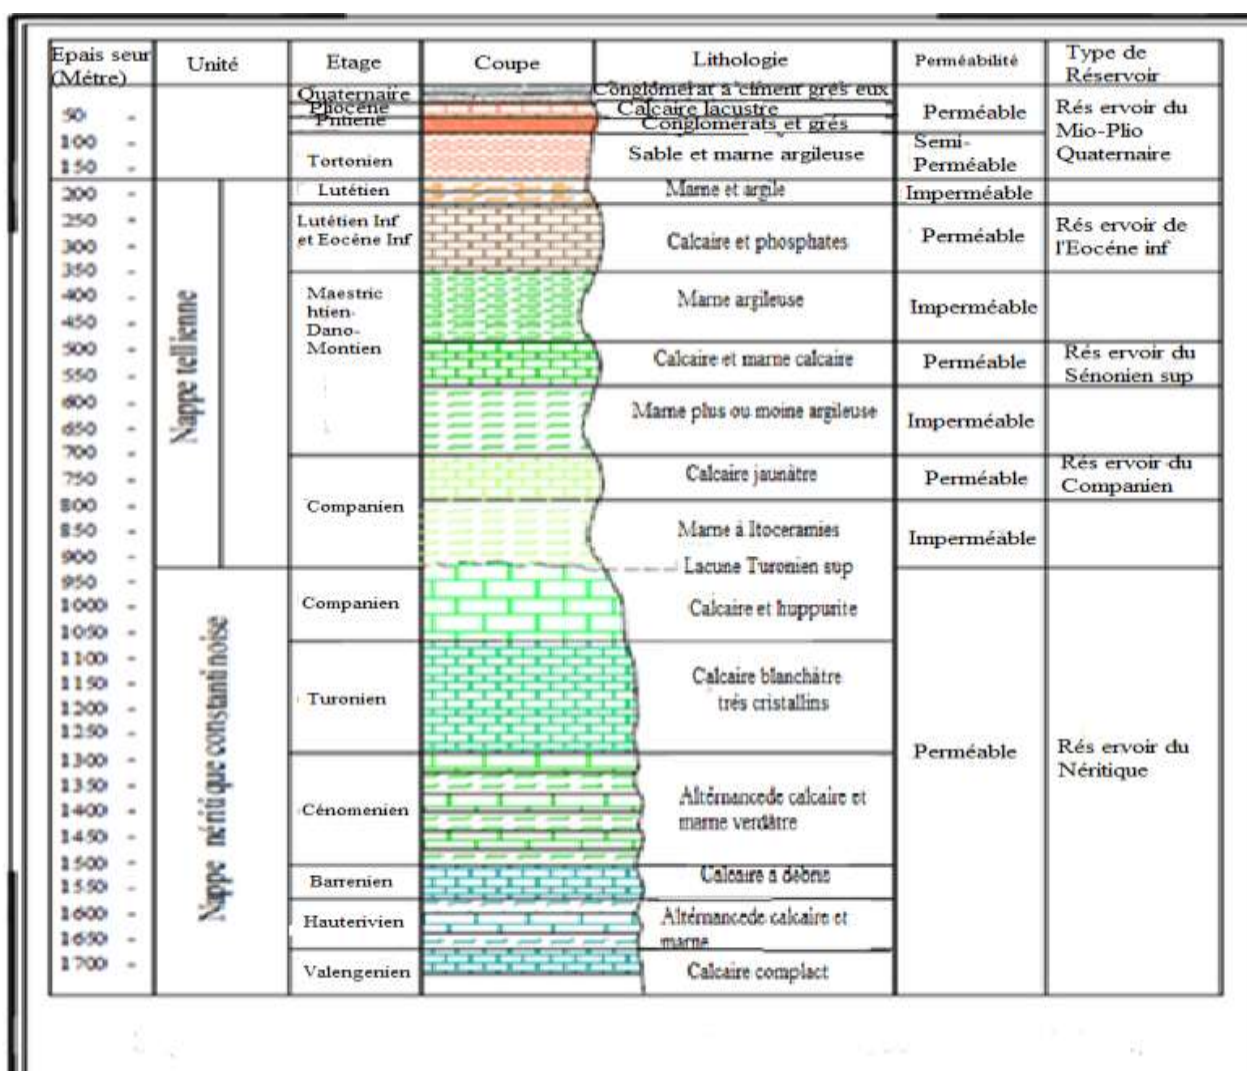 Epais seur Unité Etage Coupe Lithologie Perméabilité Type de
(Métre) Réservoir
Quaternaire Conglomérat a ciment grés eux
Pliocène Calcaire lacustre
50 - Conglomérats et grés Perméable Rés ervoir du
Mio-Plio
Quaternaire
100 - Semi-
150 - Tortonien Sable et marne argileuse Perméable
200 - Lutétien Marne et argile Imperméable
250 - Lutétien Inf Rés ervoir de
300 - et Eocéne Inf Calcaire et phosphates Perméable l'Eocéne inf
350 -
400 - Maestric Marne argileuse Imperméable
450 - htien-
Dano-
500 - Montien Calcaire et marne calcaire Perméable Rés ervoir du
550 - Sénonien sup
600 - Marne plus ou moine argileuse
650 - Imperméable
700 -
750 - Calcaire jaunâtre Perméable Rés ervoir du
Companien
800 - Companien
850 - Marne à Itoceramies Imperméable
900 - Lacune Turonien sup
Nappe tellienne
950 -
1000 - Companien Calcaire et huppurite
1050 -
1100 -
1150 - Calcaire blanchâtre
1200 - Turonien trés cristallins
1250 -
1300 - Perméable Rés ervoir du
Néritique
1350 -
1400 - Cénomenien Altérnancede calcaire et
1450 - marne verdâtre
1500 - Calcaire a débris
1550 - Barrenien
1600 - Hauterivien Altérnancede calcaire et
1650 - marne
1700 - Valengenien Calcaire complact
Nappe néritique constantinoise